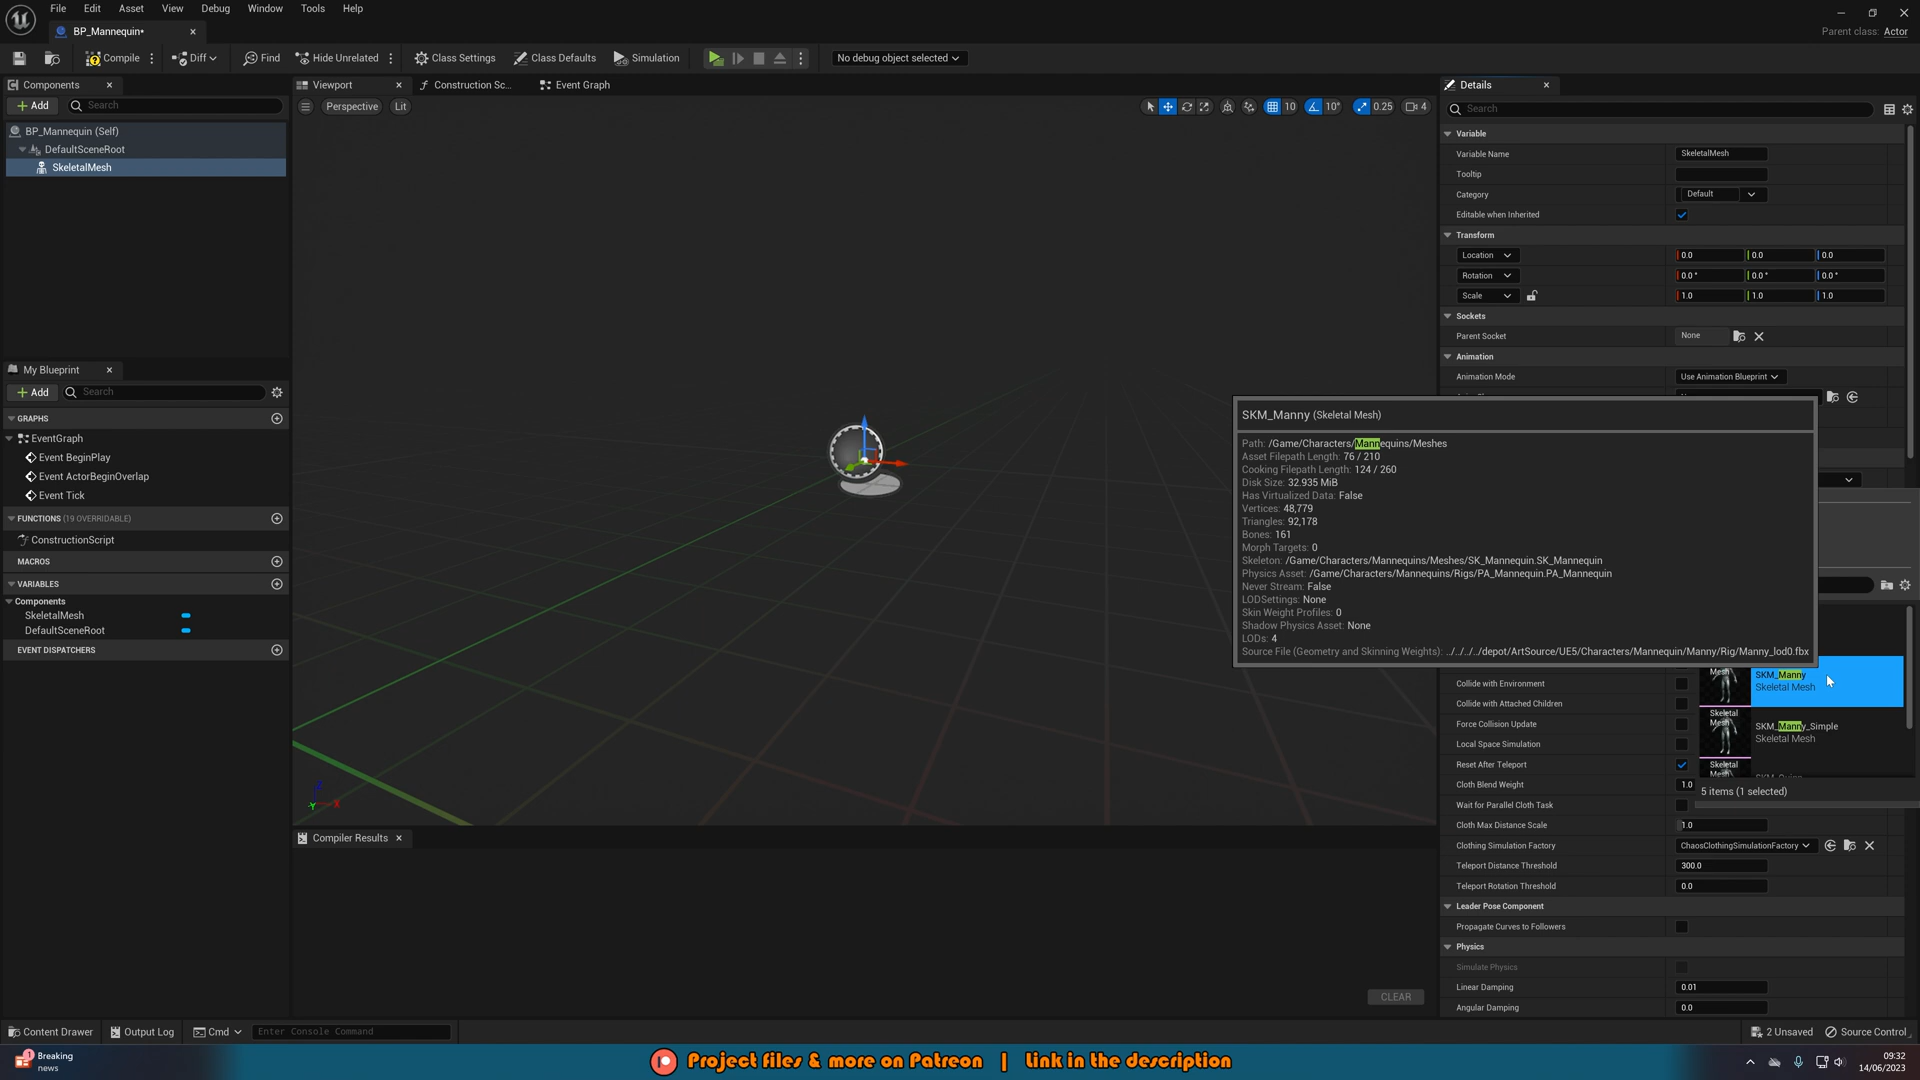 File Edit Asset View Debug Window Tools Help
BP_Mannequin•
Parent class: Actor
Compile Diff Find Hide Unrelated Class Settings Class Defaults Simulation No debug object selected
Components
Add Search
BP_Mannequin (Self)
DefaultSceneRoot
SkeletalMesh
My Blueprint
Add Search
GRAPHS
EventGraph
Event BeginPlay
Event ActorBeginOverlap
Event Tick
FUNCTIONS (19 OVERRIDABLE)
ConstructionScript
MACROS
VARIABLES
Components
SkeletalMesh
DefaultSceneRoot
EVENT DISPATCHERS
Viewport Construction Sc... Event Graph
Perspective Lit 10 10° 0.25 4
Z
Y X
Compiler Results
CLEAR
Details
Search
Variable
Variable Name SkeletalMesh
Tooltip
Category Default
Editable when Inherited
Transform
Location 0.0 0.0 0.0
Rotation 0.0 ° 0.0 ° 0.0 °
Scale 1.0 1.0 1.0
Sockets
Parent Socket None
Animation
Animation Mode Use Animation Blueprint
SKM_Manny (Skeletal Mesh)
Path: /Game/Characters/Mannequins/Meshes
Asset Filepath Length: 76 / 210
Cooking Filepath Length: 124 / 260
Disk Size: 32.935 MiB
Has Virtualized Data: False
Vertices: 48,779
Triangles: 92,178
Bones: 161
Morph Targets: 0
Skeleton: /Game/Characters/Mannequins/Meshes/SK_Mannequin.SK_Mannequin
Physics Asset: /Game/Characters/Mannequins/Rigs/PA_Mannequin.PA_Mannequin
Never Stream: False
LODSettings: None
Skin Weight Profiles: 0
Shadow Physics Asset: None
LODs: 4
Source File (Geometry and Skinning Weights): ../../../../depot/ArtSource/UE5/Characters/Mannequin/Manny/Rig/Manny_lod0.fbx
Mesh
SKM_Manny
Skeletal Mesh
Skeletal
Mesh
SKM_Manny_Simple
Skeletal Mesh
Skeletal
Mesh
5 items (1 selected)
Collide with Environment
Collide with Attached Children
Force Collision Update
Local Space Simulation
Reset After Teleport
Cloth Blend Weight 1.0
Wait for Parallel Cloth Task
Cloth Max Distance Scale 1.0
Clothing Simulation Factory ChaosClothingSimulationFactory
Teleport Distance Threshold 300.0
Teleport Rotation Threshold 0.0
Leader Pose Component
Propagate Curves to Followers
Physics
Simulate Physics
Linear Damping 0.01
Angular Damping 0.0
Content Drawer Output Log Cmd Enter Console Command 2 Unsaved Source Control
1 Breaking
news
Project files & more on Patreon | Link in the description
09:32
14/06/2023